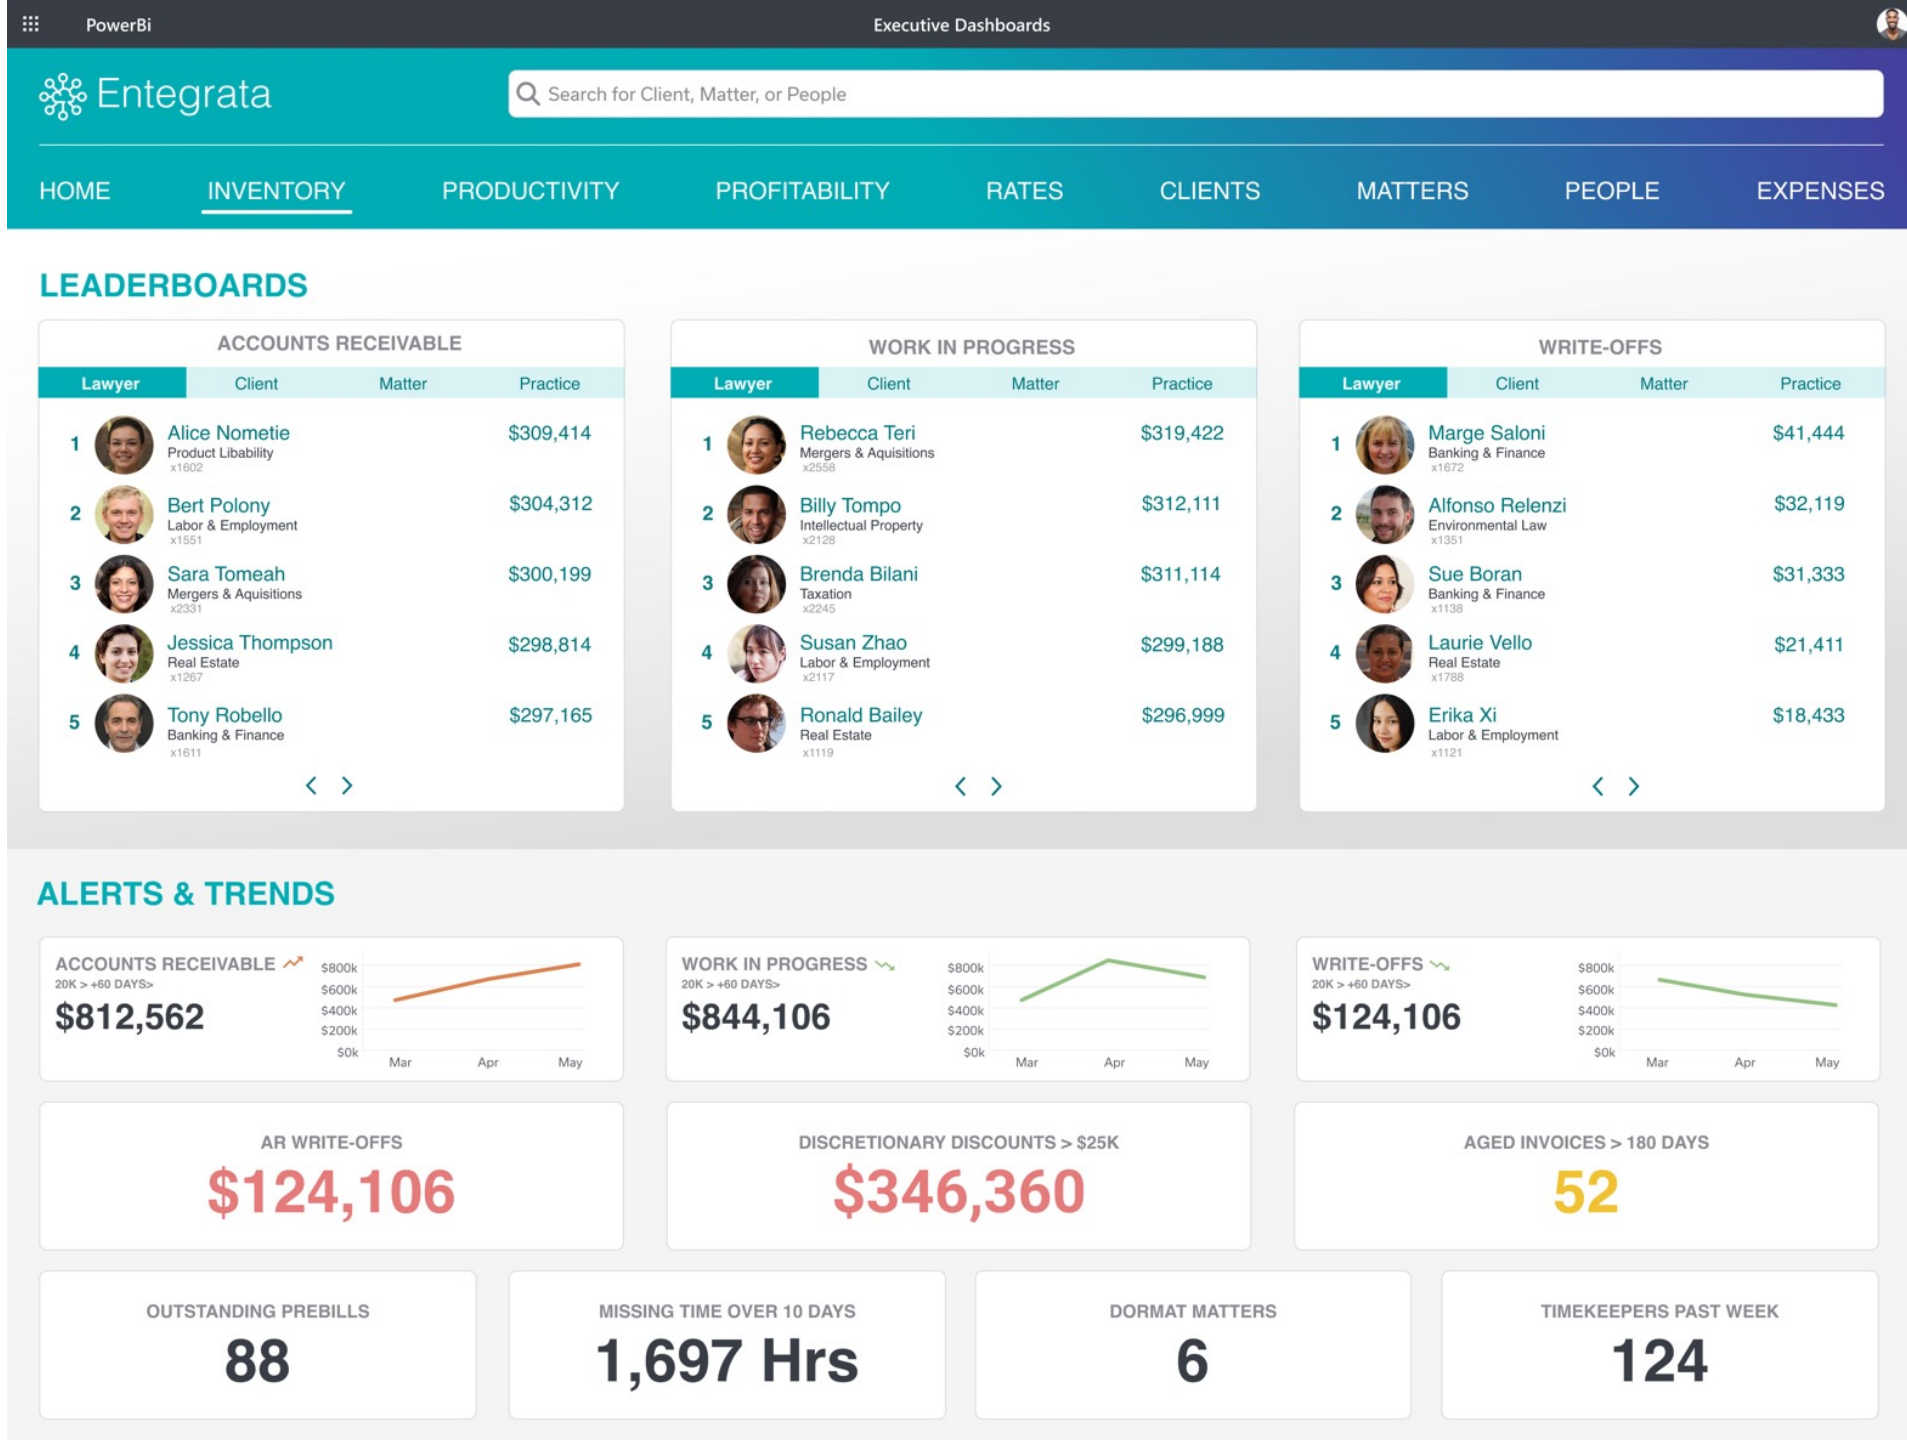 PowerBi
Executive Dashboards
Entegrata
Search for Client, Matter, or People
HOME INVENTORY PRODUCTIVITY PROFITABILITY RATES CLIENTS MATTERS PEOPLE EXPENSES
LEADERBOARDS
ACCOUNTS RECEIVABLE
Lawyer Client Matter Practice
1 Alice Nometie $309,414
Product Libability
x1602
2 Bert Polony $304,312
Labor & Employment
x1551
3 Sara Tomeah $300,199
Mergers & Aquisitions
x2331
4 Jessica Thompson $298,814
Real Estate
x1267
5 Tony Robello $297,165
Banking & Finance
x1611
WORK IN PROGRESS
Lawyer Client Matter Practice
1 Rebecca Teri $319,422
Mergers & Aquisitions
x2558
2 Billy Tompo $312,111
Intellectual Property
x2128
3 Brenda Bilani $311,114
Taxation
x2245
4 Susan Zhao $299,188
Labor & Employment
x2117
5 Ronald Bailey $296,999
Real Estate
x1119
WRITE-OFFS
Lawyer Client Matter Practice
1 Marge Saloni $41,444
Banking & Finance
x1672
2 Alfonso Relenzi $32,119
Environmental Law
x1351
3 Sue Boran $31,333
Banking & Finance
x1138
4 Laurie Vello $21,411
Real Estate
x1788
5 Erika Xi $18,433
Labor & Employment
x1121
ALERTS & TRENDS
ACCOUNTS RECEIVABLE
20K > +60 DAYS>
$812,562
$800k
$600k
$400k
$200k
$0k
Mar Apr May
WORK IN PROGRESS
20K > +60 DAYS>
$844,106
$800k
$600k
$400k
$200k
$0k
Mar Apr May
WRITE-OFFS
20K > +60 DAYS>
$124,106
$800k
$600k
$400k
$200k
$0k
Mar Apr May
AR WRITE-OFFS
$124,106
DISCRETIONARY DISCOUNTS > $25K
$346,360
AGED INVOICES > 180 DAYS
52
OUTSTANDING PREBILLS
88
MISSING TIME OVER 10 DAYS
1,697 Hrs
DORMAT MATTERS
6
TIMEKEEPERS PAST WEEK
124